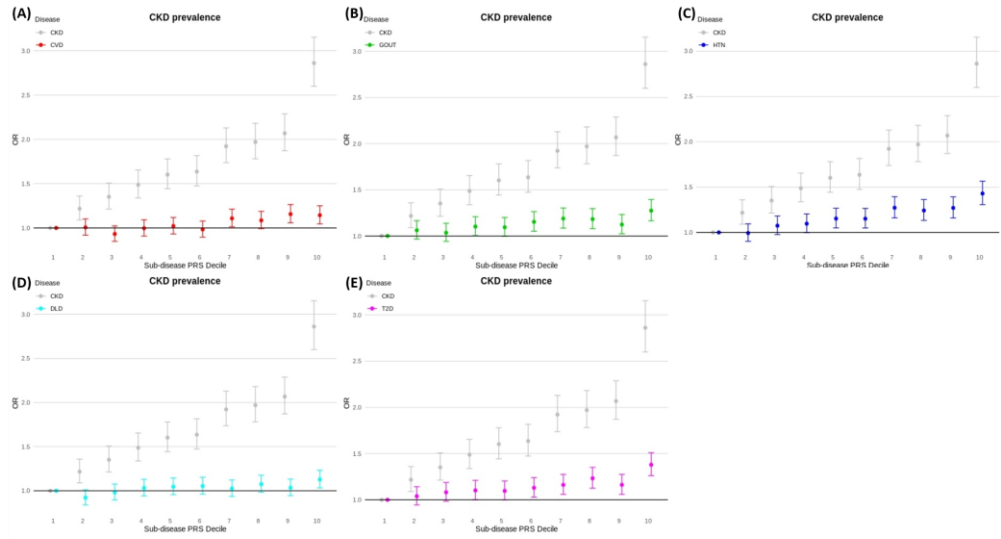 (A)
CKD prevalence
Disease
CKD
CVD
OR
3.0
2.5
2.0
1.5
1.0
1 2 3 4 5 6 7 8 9 10
Sub-disease PRS Decile
(B)
CKD prevalence
Disease
CKD
GOUT
OR
3.0
2.5
2.0
1.5
1.0
1 2 3 4 5 6 7 8 9 10
Sub-disease PRS Decile
(C)
CKD prevalence
Disease
CKD
HTN
OR
3.0
2.5
2.0
1.5
1.0
1 2 3 4 5 6 7 8 9 10
Sub-disease PRS Decile
(D)
CKD prevalence
Disease
CKD
DLD
OR
3.0
2.5
2.0
1.5
1.0
1 2 3 4 5 6 7 8 9 10
Sub-disease PRS Decile
(E)
CKD prevalence
Disease
CKD
T2D
OR
3.0
2.5
2.0
1.5
1.0
1 2 3 4 5 6 7 8 9 10
Sub-disease PRS Decile